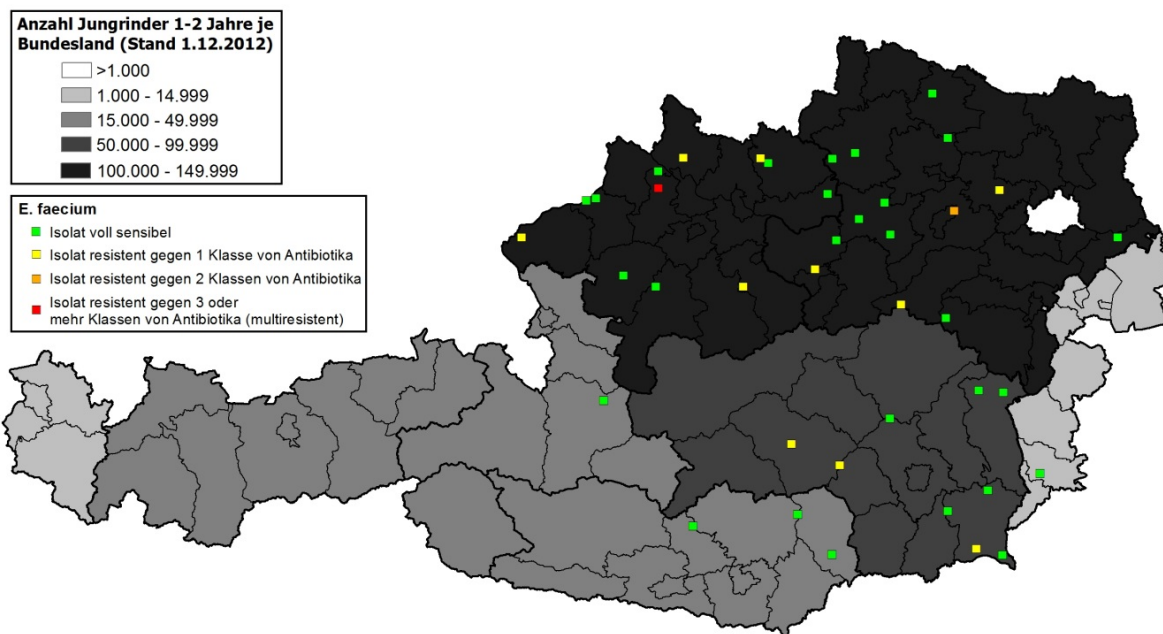 Anzahl Jungrinder 1-2 Jahre je
Bundesland (Stand 1.12.2012)
>1.000
1.000 - 14.999
15.000 - 49.999
50.000 - 99.999
100.000 - 149.999
E. faecium
Isolat voll sensibel
Isolat resistent gegen 1 Klasse von Antibiotika
Isolat resistent gegen 2 Klassen von Antibiotika
Isolat resistent gegen 3 oder
mehr Klassen von Antibiotika (multiresistent)